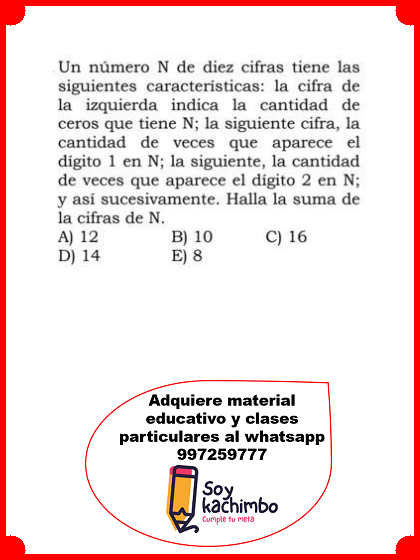 Un número N de diez cifras tiene las
siguientes características: la cifra de
la izquierda indica la cantidad de
ceros que tiene N; la siguiente cifra, la
cantidad de veces que aparece el
dígito 1 en N; la siguiente, la cantidad
de veces que aparece el dígito 2 en N;
y así sucesivamente. Halla la suma de
la cifras de N.
A) 12 B) 10 C) 16
D) 14 E) 8
Adquiere material
educativo y clases
particulares al whatsapp
997259777
Soy
kachimbo
Cumple tu meta